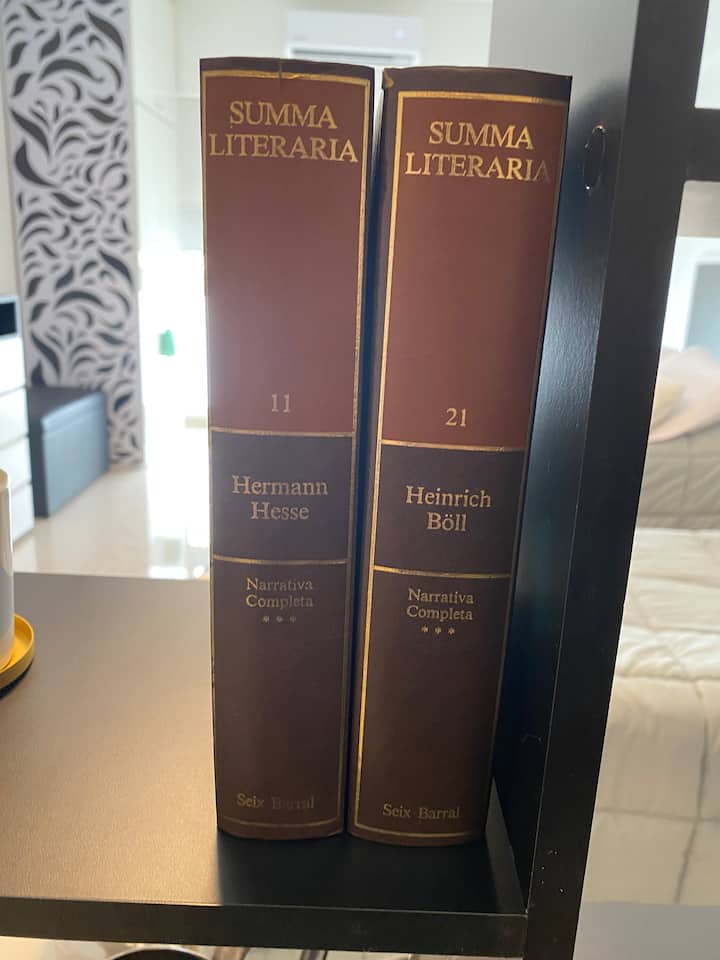 SUMMA
LITERARIA
11
Hermann
Hesse
Narrativa
Completa
* * *
Seix Barral
SUMMA
LITERARIA
21
Heinrich
Böll
Narrativa
Completa
* * *
Seix Barral